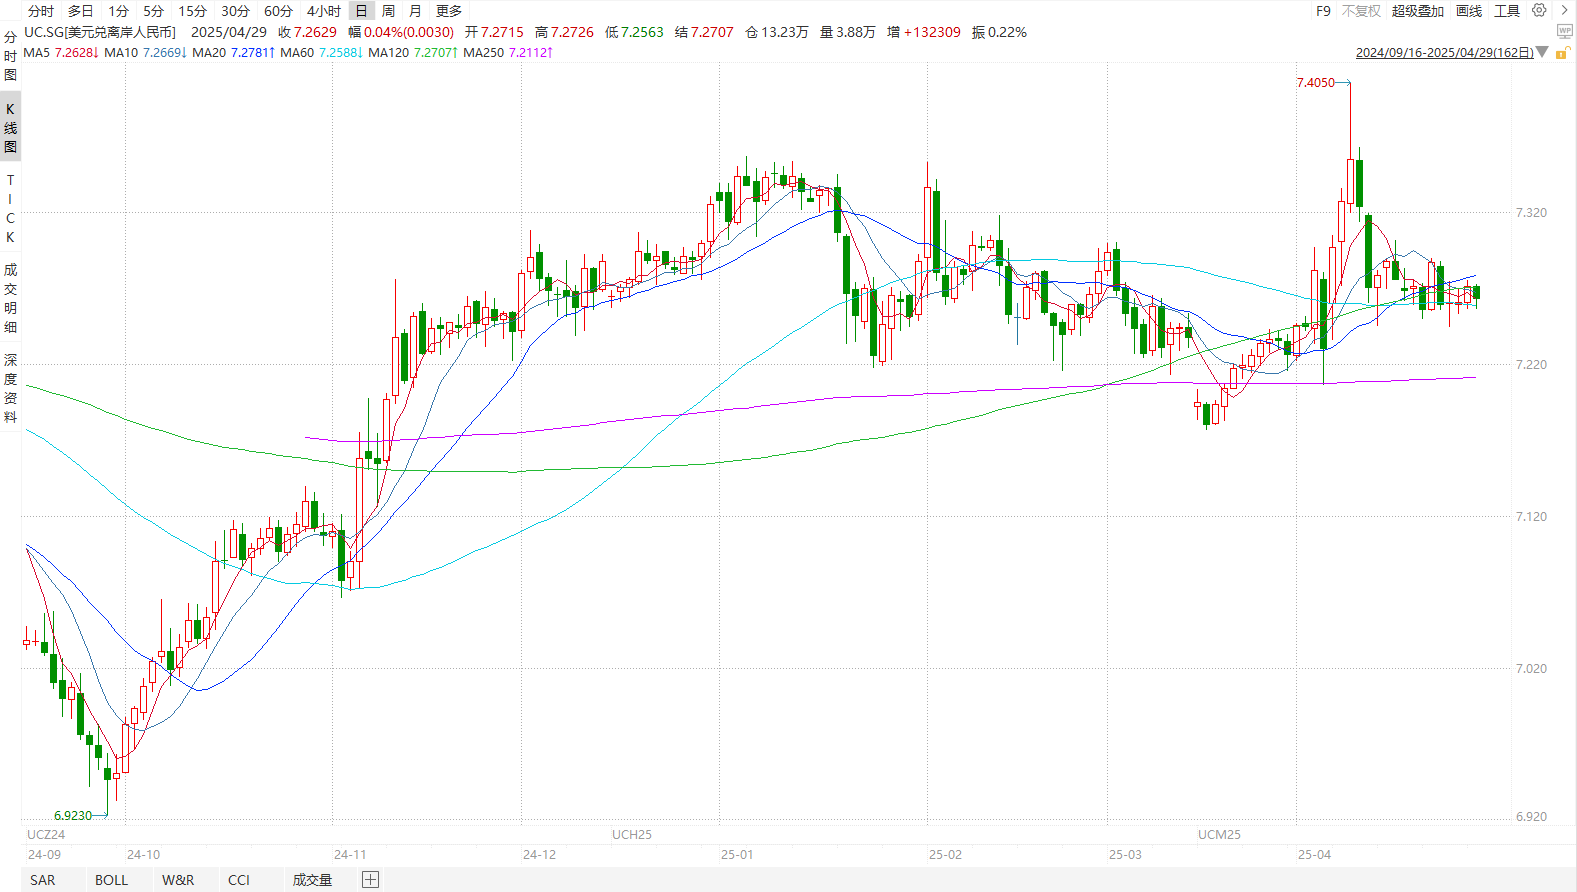 分时 多日 1分 5分 15分 30分 60分 4小时 日 周 月 更多 F9 不复权 超级叠加 画线 工具
UC.SG[美元兑离岸人民币] 2025/04/29 收7.2629 幅0.04%(0.0030) 开7.2715 高7.2726 低7.2563 结7.2707 仓13.23万 量3.88万 增+132309 振0.22%
MA5 7.2628↓ MA10 7.2669↓ MA20 7.2781↑ MA60 7.2588↓ MA120 7.2707↑ MA250 7.2112↑
2024/09/16-2025/04/29(162日)
WP
分时图
K线图
TICK
成交明细
深度资料
7.4050
7.320
7.220
7.120
7.020
6.920
6.9230
UCZ24 UCH25 UCM25
24-09 24-10 24-11 24-12 25-01 25-02 25-03 25-04
SAR BOLL W&R CCI 成交量